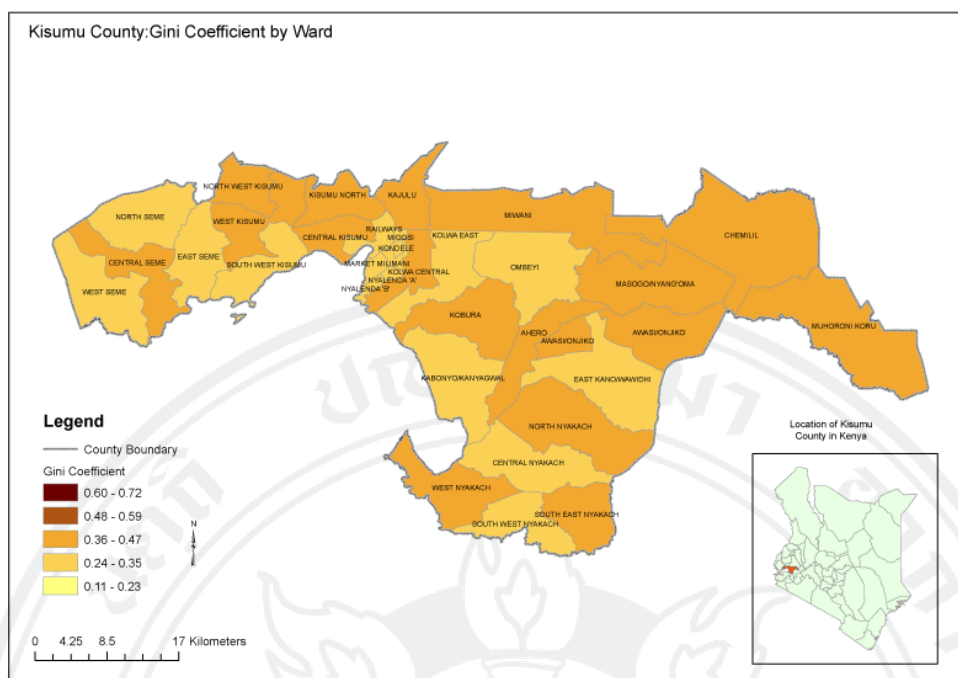 Kisumu County:Gini Coefficient by Ward
NORTH WEST KISUMU
KISUMU NORTH
KAJULU
NORTH SEME
MIWANI
WEST KISUMU
RAILWAYS
CENTRAL KISUMU
MIGOSI
KOLWA EAST
CHEMILIL
KONDELE
EAST SEME
CENTRAL SEME
SOUTH WEST KISUMU
MARKET MILIMANI
KOLWA CENTRAL
OMBEYI
NYALENDA 'A'
WEST SEME
NYALENDA 'B'
MASOGO/NYANG'OMA
KOBURA
MUHORONI KORU
AHERO
AWASI/ONJIKO
AWASI/ONJIKO
KABONYO/KANYAGWAL
EAST KANO/WAWIDHI
NORTH NYAKACH
CENTRAL NYAKACH
WEST NYAKACH
SOUTH EAST NYAKACH
SOUTH WEST NYAKACH
Legend
County Boundary
Gini Coefficient
0.60 - 0.72
0.48 - 0.59
0.36 - 0.47
0.24 - 0.35
0.11 - 0.23
N
0 4.25 8.5 17 Kilometers
Location of Kisumu
County in Kenya